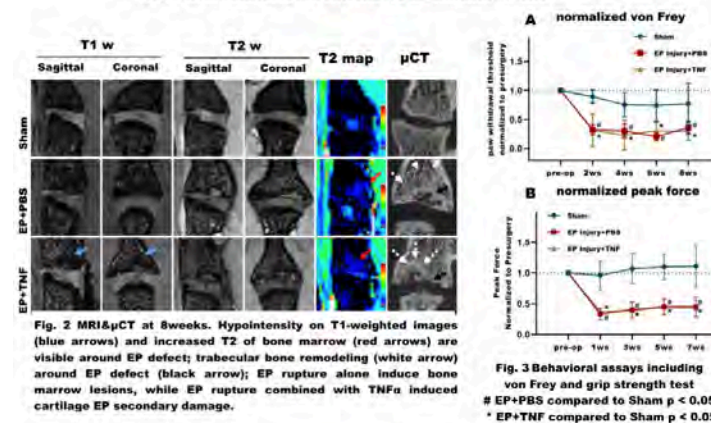 T1 w
T2 w
T2 map
µCT
Sagittal
Coronal
Sagittal
Coronal
Sham
EP+PBS
EP+TNF
Fig. 2 MRI&µCT at 8weeks. Hypointensity on T1-weighted images
(blue arrows) and increased T2 of bone marrow (red arrows) are
visible around EP defect; trabecular bone remodeling (white arrow)
around EP defect (black arrow); EP rupture alone induce bone
marrow lesions, while EP rupture combined with TNFα induced
cartilage EP secondary damage.
A normalized von Frey
Sham
EP Injury+PBS
EP Injury+TNF
paw withdrawal threshold
normalized to presurgery
1.0
0.5
0.0
pre-op 2ws 4ws 6ws 8ws
B normalized peak force
Sham
EP Injury+PBS
EP Injury+TNF
Peak Force
Normalized to Presurgery
1.5
1.0
0.5
0.0
pre-op 1ws 3ws 5ws 7ws
Fig. 3 Behavioral assays including
von Frey and grip strength test
# EP+PBS compared to Sham p < 0.05
* EP+TNF compared to Sham p < 0.05